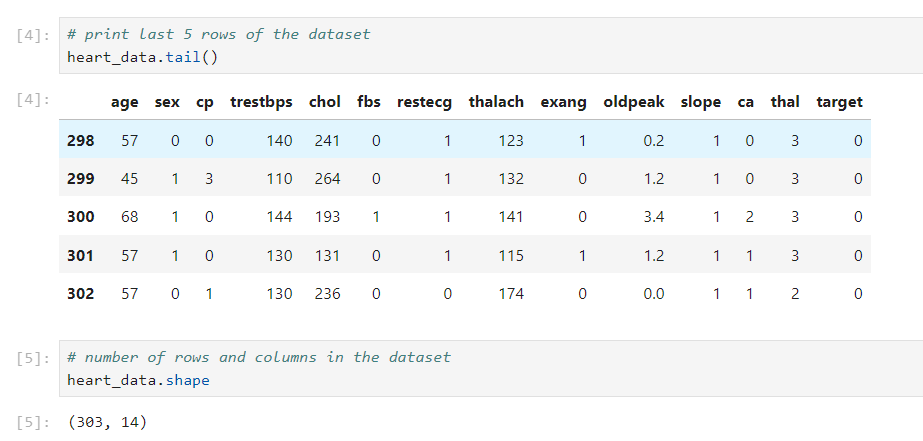 [4]: # print last 5 rows of the dataset
heart_data.tail()
[4]: age sex cp trestbps chol fbs restecg thalach exang oldpeak slope ca thal target
298 57 0 0 140 241 0 1 123 1 0.2 1 0 3 0
299 45 1 3 110 264 0 1 132 0 1.2 1 0 3 0
300 68 1 0 144 193 1 1 141 0 3.4 1 2 3 0
301 57 1 0 130 131 0 1 115 1 1.2 1 1 3 0
302 57 0 1 130 236 0 0 174 0 0.0 1 1 2 0
[5]: # number of rows and columns in the dataset
heart_data.shape
[5]: (303, 14)